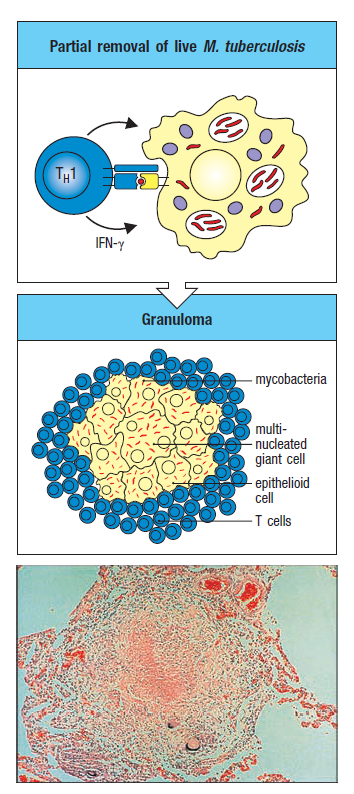 Partial removal of live M. tuberculosis
TH1
IFN-γ
Granuloma
mycobacteria
multi-
nucleated
giant cell
epithelioid
cell
T cells